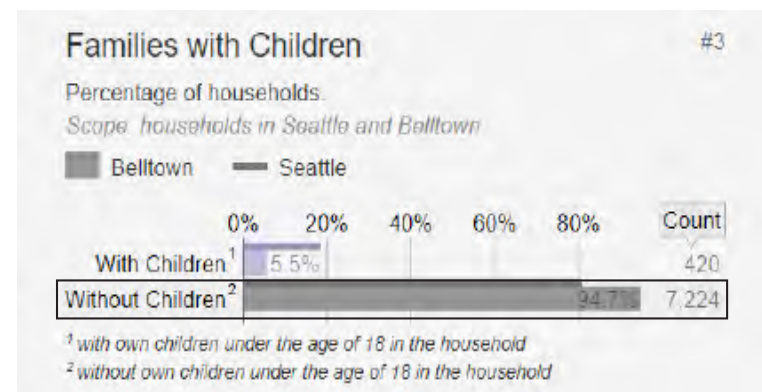 Families with Children #3
Percentage of households.
Scope: households in Seattle and Belltown
Belltown Seattle
0% 20% 40% 60% 80% Count
With Children¹ 5.5% 420
Without Children² 94.7% 7,224
¹ with own children under the age of 18 in the household
² without own children under the age of 18 in the household